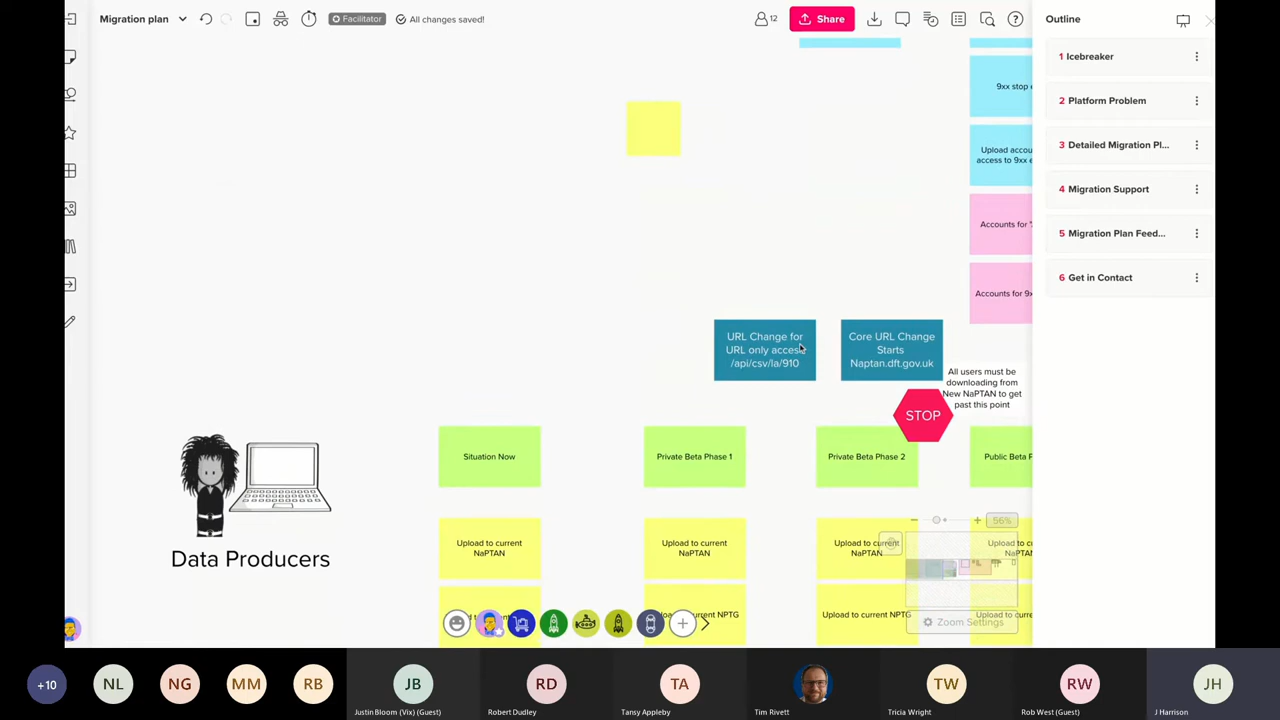 Migration plan
Facilitator
All changes saved!
12
Share
Outline
1 Icebreaker
2 Platform Problem
3 Detailed Migration Pl...
4 Migration Support
5 Migration Plan Feed...
6 Get in Contact
9xx stop
Upload
access to 9xx
Accounts for
Accounts for
URL Change for
URL only access
/api/csv/la/910
Core URL Change
Starts
Naptan.dft.gov.uk
All users must be
downloading from
New NaPTAN to get
past this point
STOP
Situation Now
Private Beta Phase 1
Private Beta Phase 2
Public Beta
Data Producers
Upload to current
NaPTAN
Upload to current
NaPTAN
Upload to current
NaPTAN
Upload to
NaPTAN
56%
current NPTG
Upload to current NPTG
Upload to
Zoom Settings
+10
NL
NG
MM
RB
JB
RD
TA
TW
RW
JH
Justin Bloom (Vix) (Guest)
Robert Dudley
Tansy Appleby
Tim Rivett
Tricia Wright
Rob West (Guest)
J Harrison